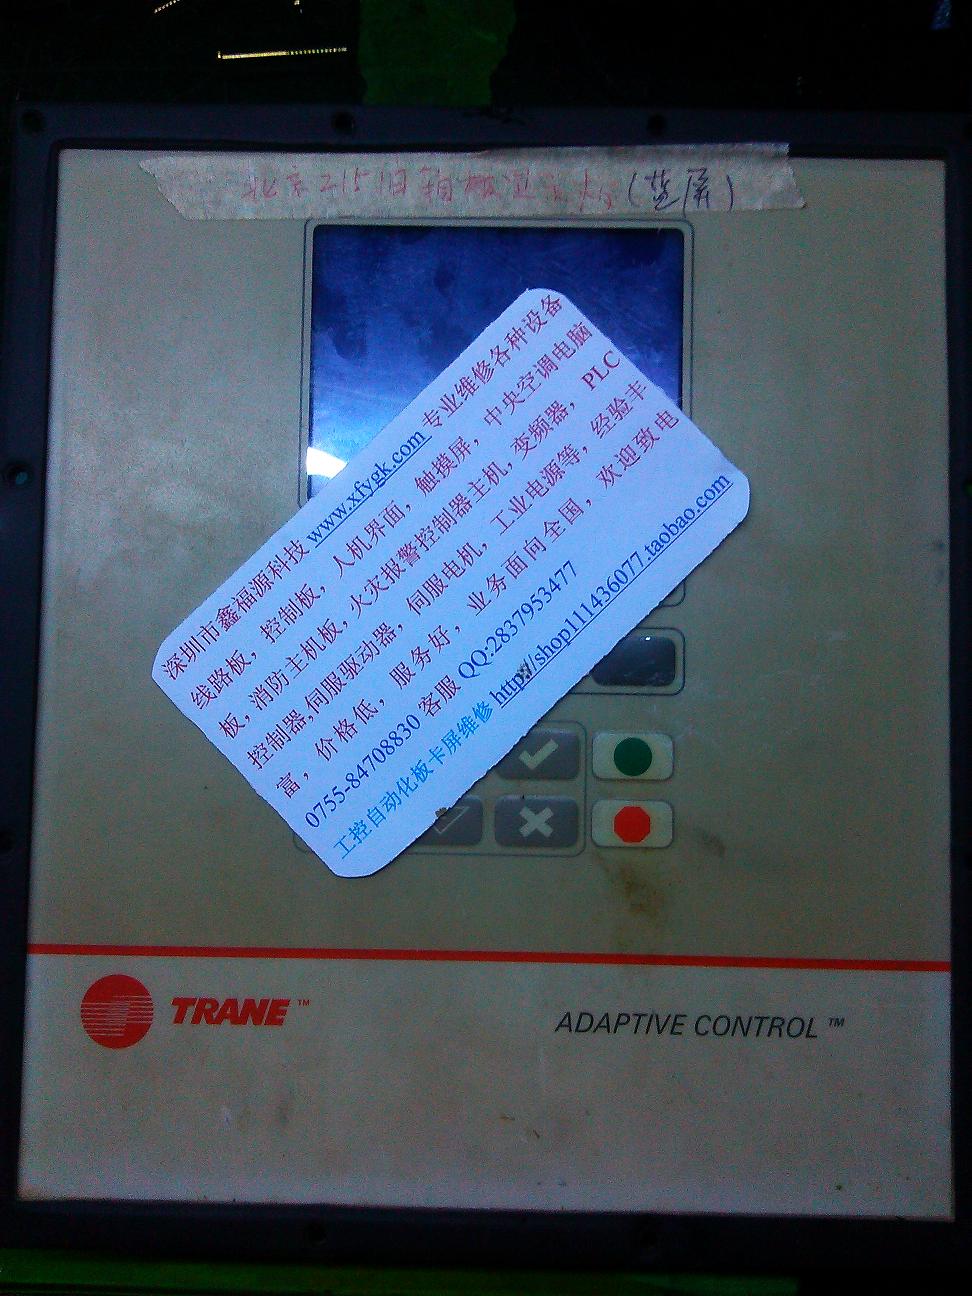 北京215旧箱板(蓝屏)
深圳市鑫福源科技 www.xfygk.com 专业维修各种设备
线路板，控制板，人机界面，触摸屏，中央空调电脑
板,消防主机板,火灾报警控制器主机,变频器，PLC
控制器,伺服驱动器，伺服电机，工业电源等，经验丰
富，价格低，服务好，业务面向全国，欢迎致电
0755-84708830 客服 QQ:2837953477
工控自动化板卡屏维修 http://shop111436077.taobao.com
TRANE™
ADAPTIVE CONTROL™